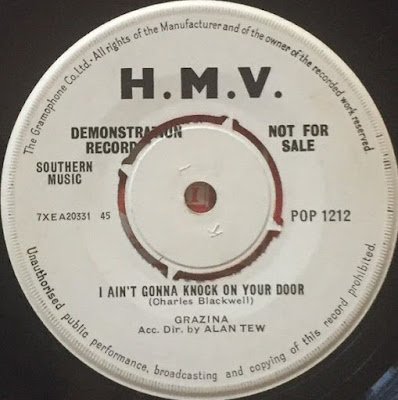 The Gramophone Co. Ltd.- All rights of the Manufacturer and of the owner of the recorded work reserved.
H.M.V.
DEMONSTRATION RECORD
NOT FOR SALE
SOUTHERN MUSIC
7XEA20331 45
POP 1212
I AIN'T GONNA KNOCK ON YOUR DOOR
(Charles Blackwell)
GRAZINA
Acc. Dir. by ALAN TEW
Unauthorised public performance, broadcasting and copying of this record prohibited.